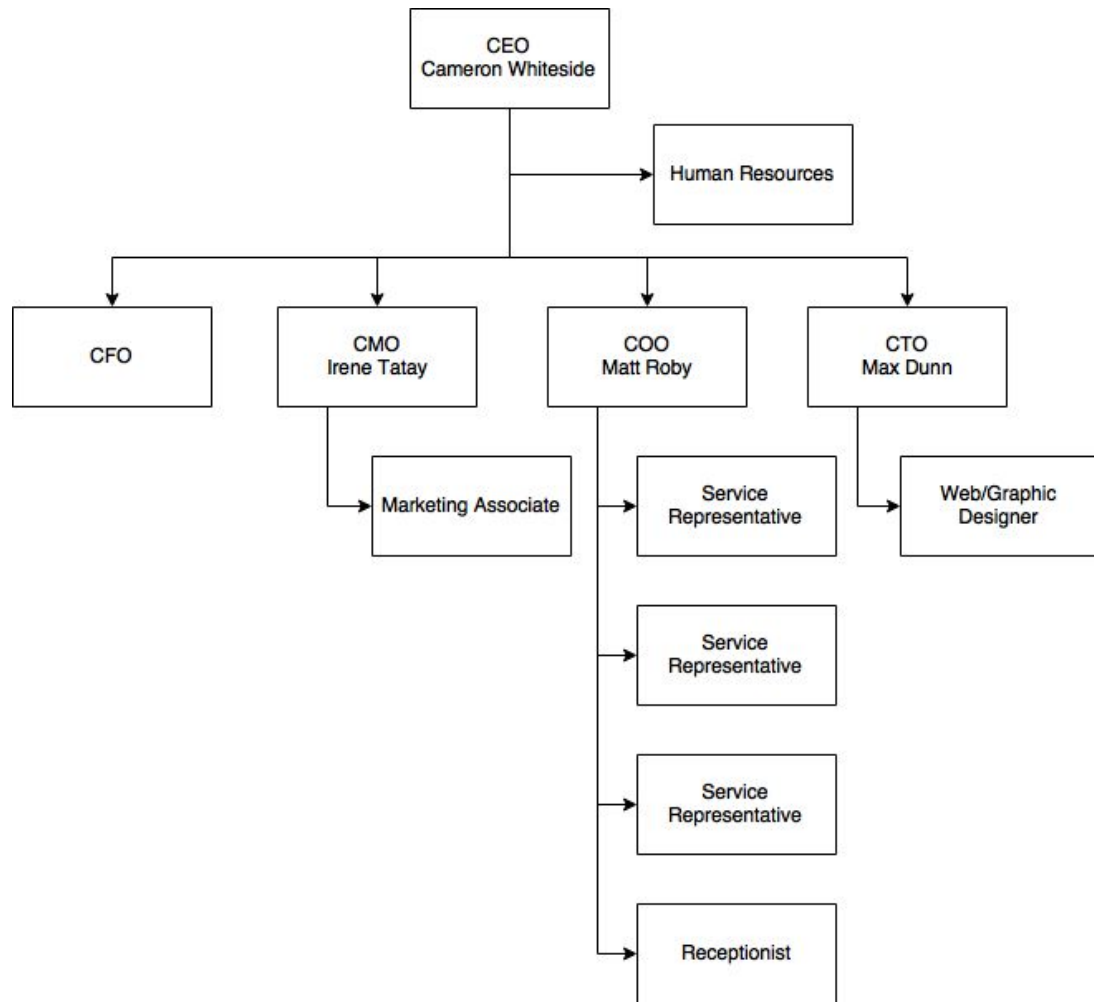 CEO
Cameron Whiteside
Human Resources
CFO
CMO
Irene Tatay
COO
Matt Roby
CTO
Max Dunn
Marketing Associate
Service
Representative
Web/Graphic
Designer
Service
Representative
Service
Representative
Receptionist